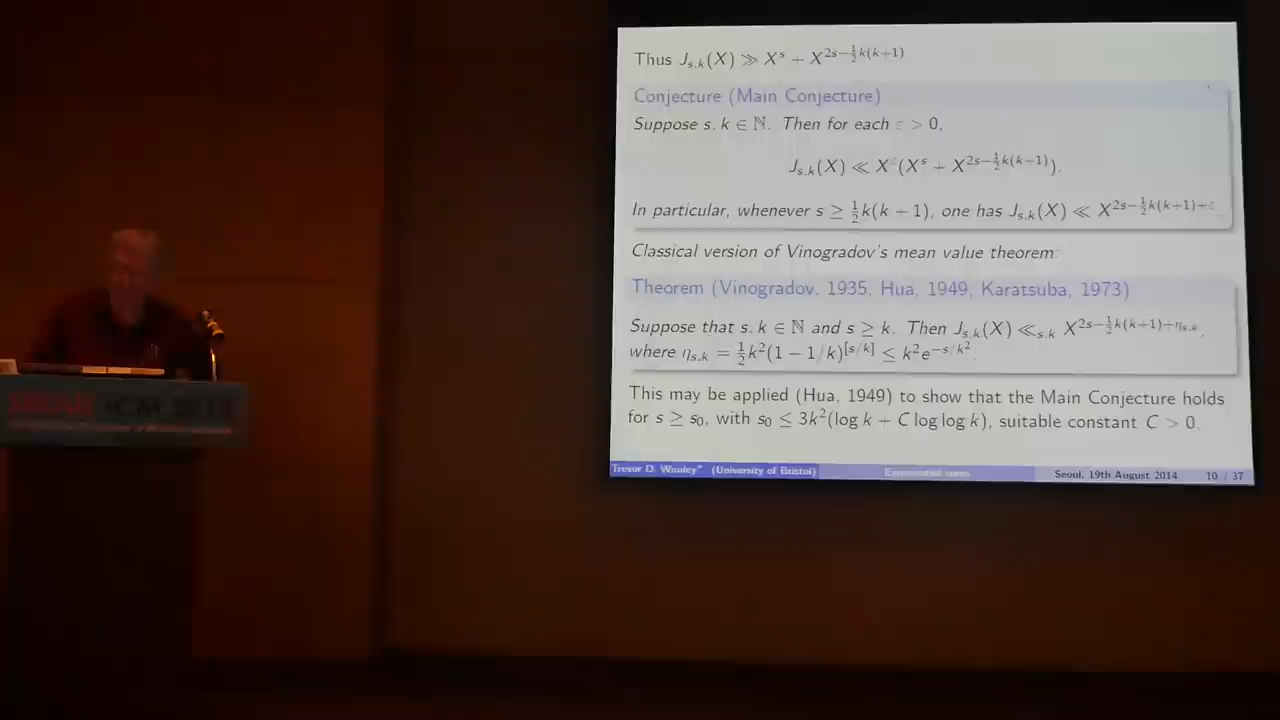 Thus J_{s,k}(X) ≫ X^s + X^{2s−½k(k+1)}
Conjecture (Main Conjecture)
Suppose s, k ∈ ℕ. Then for each ε > 0,
J_{s,k}(X) ≪ X^ε(X^s + X^{2s−½k(k+1)}).
In particular, whenever s ≥ ½k(k + 1), one has J_{s,k}(X) ≪ X^{2s−½k(k+1)+ε}.
Classical version of Vinogradov's mean value theorem:
Theorem (Vinogradov, 1935, Hua, 1949, Karatsuba, 1973)
Suppose that s, k ∈ ℕ and s ≥ k. Then J_{s,k}(X) ≪_{s,k} X^{2s−½k(k+1)+η_{s,k}},
where η_{s,k} = ½k²(1 − 1/k)^{[s/k]} ≤ k²e^{−s/k²}.
This may be applied (Hua, 1949) to show that the Main Conjecture holds
for s ≥ s₀, with s₀ ≤ 3k²(log k + C log log k), suitable constant C > 0.
Trevor D. Wooley* (University of Bristol) Exponential sums Seoul, 19th August 2014 10 / 37
ICM 2014